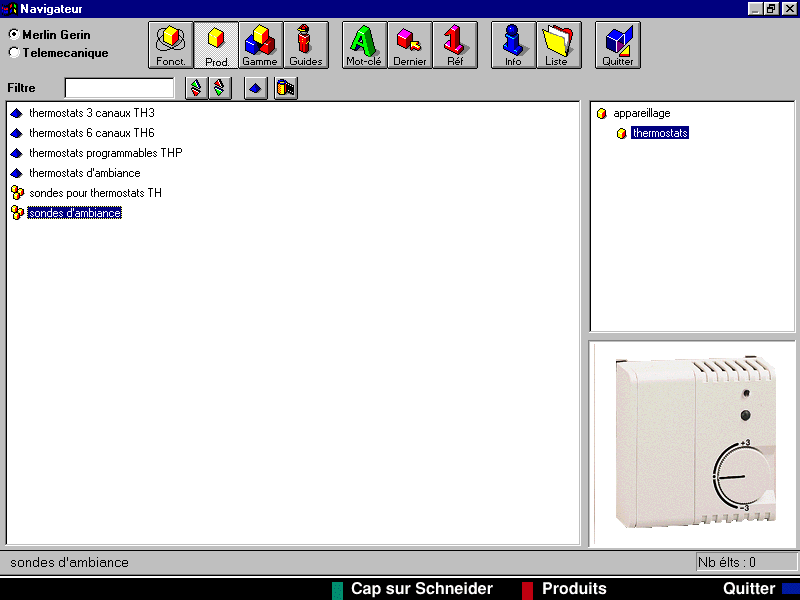 Navigateur
Merlin Gerin
Telemecanique
Fonct. Prod. Gamme Guides Mot-clé Dernier Réf Info Liste Quitter
Filtre
thermostats 3 canaux TH3
thermostats 6 canaux TH6
thermostats programmables THP
thermostats d'ambiance
sondes pour thermostats TH
sondes d'ambiance
appareillage
thermostats
+3
-3
sondes d'ambiance
Nb élts : 0
Cap sur Schneider Produits Quitter